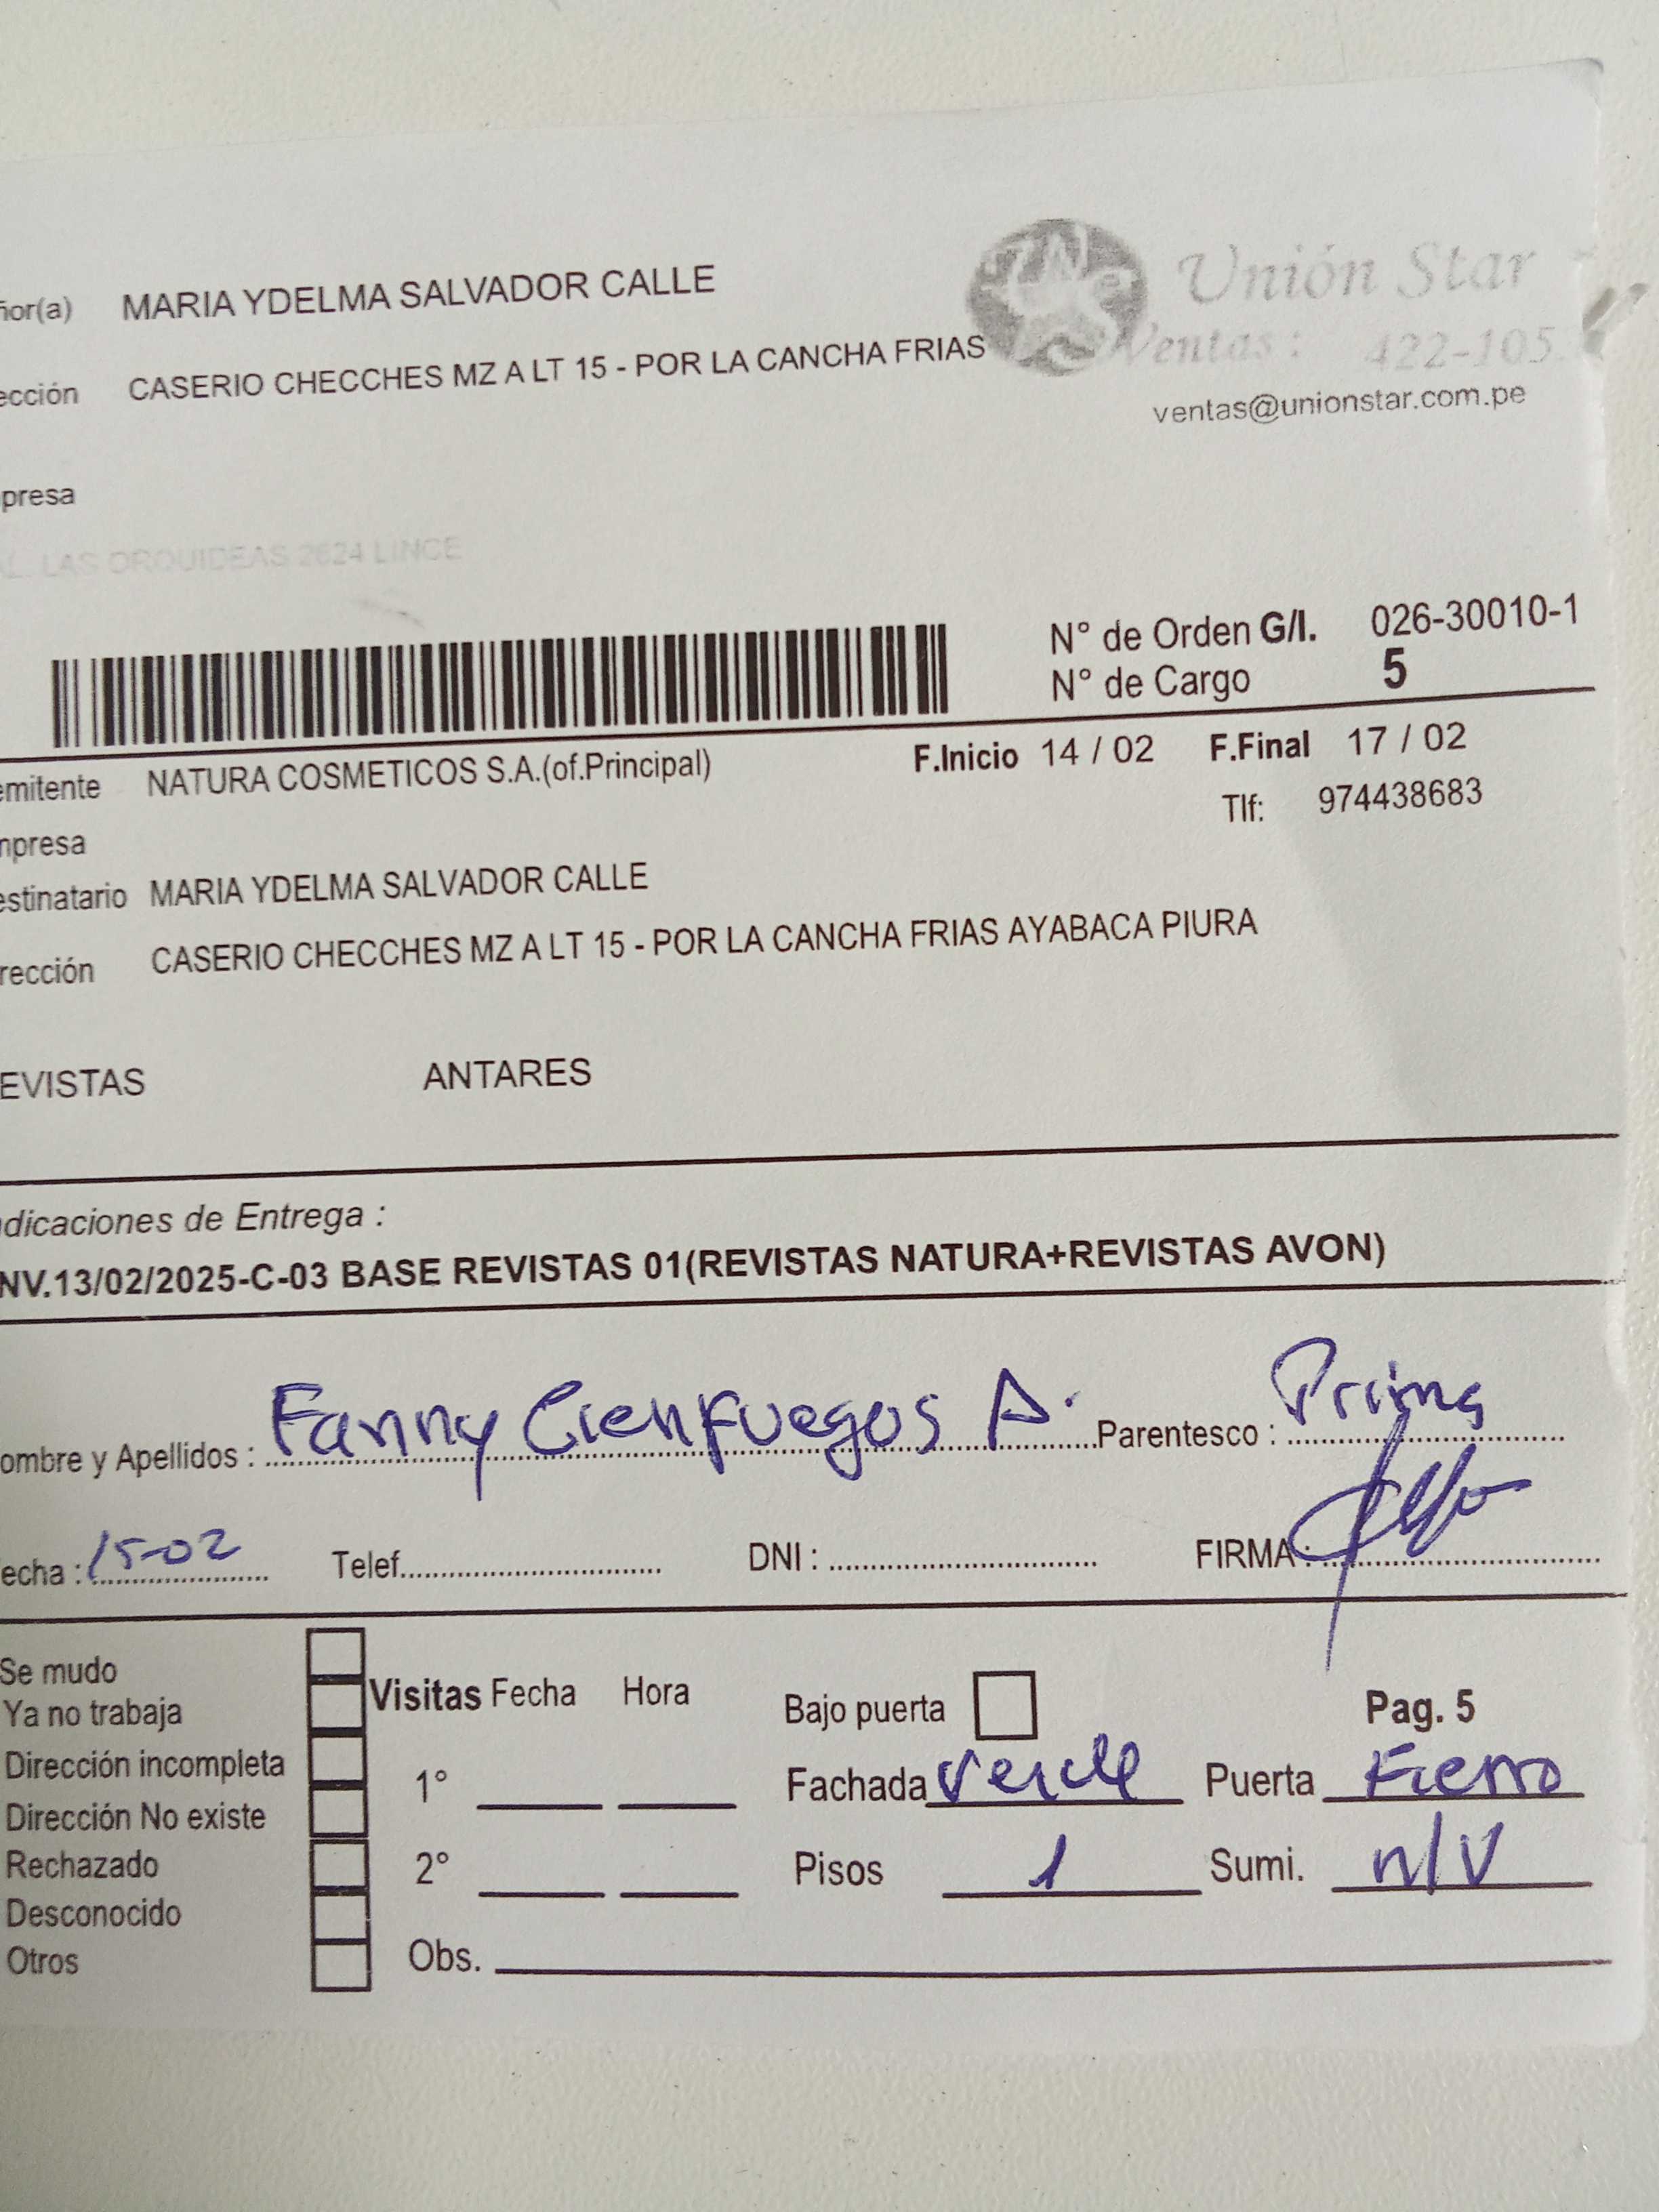 ñor(a) MARIA YDELMA SALVADOR CALLE
Unión Star
ección CASERIO CHECCHES MZ A LT 15 - POR LA CANCHA FRIAS
Ventas : 422-105
ventas@unionstar.com.pe
presa
AL. LAS ORQUIDEAS 2624 LINCE
N° de Orden G/I. 026-30010-1
N° de Cargo 5
emitente NATURA COSMETICOS S.A.(of.Principal) F.Inicio 14 / 02 F.Final 17 / 02
Tlf: 974438683
mpresa
estinatario MARIA YDELMA SALVADOR CALLE
rección CASERIO CHECCHES MZ A LT 15 - POR LA CANCHA FRIAS AYABACA PIURA
EVISTAS ANTARES
dicaciones de Entrega :
NV.13/02/2025-C-03 BASE REVISTAS 01(REVISTAS NATURA+REVISTAS AVON)
ombre y Apellidos : Fanny Cienfuegos A. Parentesco : Prima
echa : 15-02 Telef. DNI : FIRMA :
Se mudo
Ya no trabaja
Dirección incompleta
Dirección No existe
Rechazado
Desconocido
Otros
Visitas Fecha Hora
1°
2°
Obs.
Bajo puerta Pag. 5
Fachada Verde Puerta Fierro
Pisos 1 Sumi. n/V